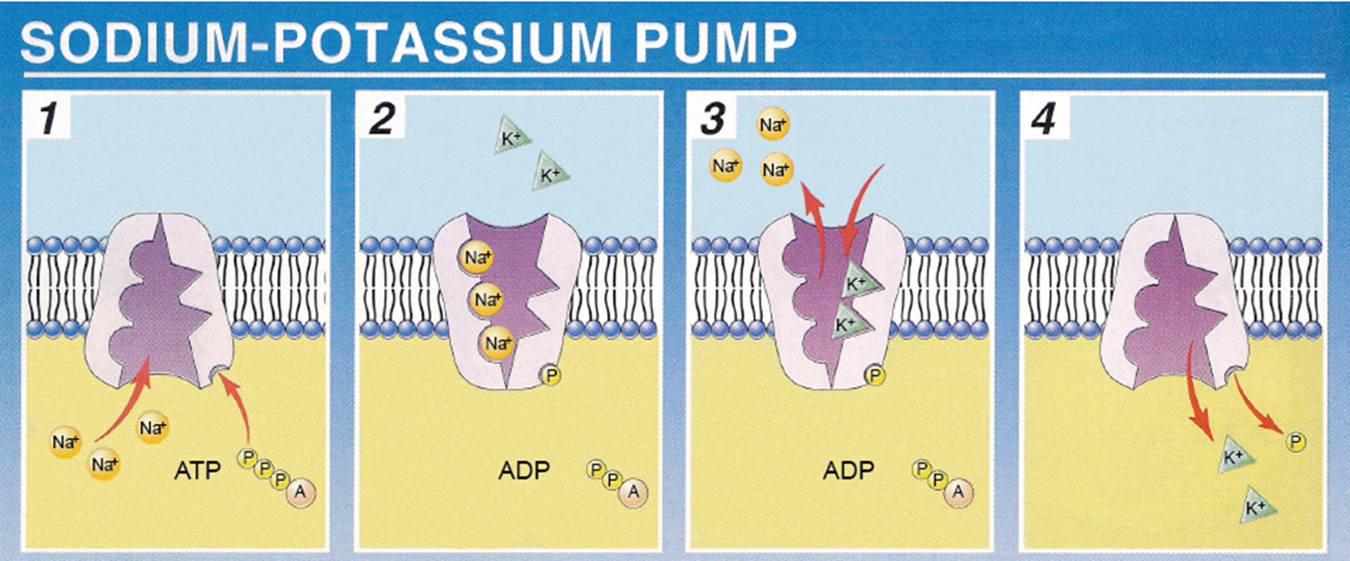 SODIUM-POTASSIUM PUMP
1
Na+
Na+
Na+
ATP
P
P
P
A
2
K+
K+
Na+
Na+
Na+
P
ADP
P
P
A
3
Na+
Na+
Na+
K+
K+
P
ADP
P
P
A
4
P
K+
K+